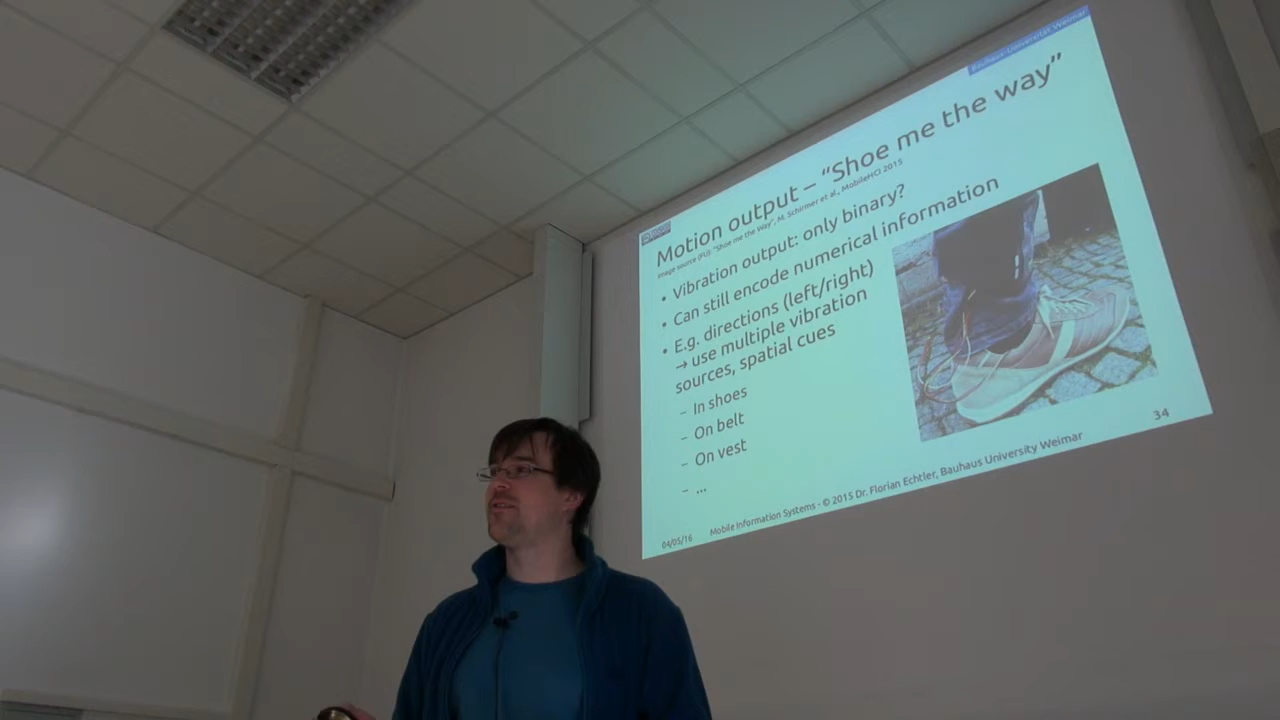 Bauhaus-Universität Weimar
Motion output – “Shoe me the way”
Image source (FU): “Shoe me the Way”, M. Schirmer et al., MobileHCI 2015
• Vibration output: only binary?
• Can still encode numerical information
• E.g. directions (left/right)
→ use multiple vibration
sources, spatial cues
– In shoes
– On belt
– On vest
– ...
34
04/05/16
Mobile Information Systems - © 2015 Dr. Florian Echtler, Bauhaus University Weimar